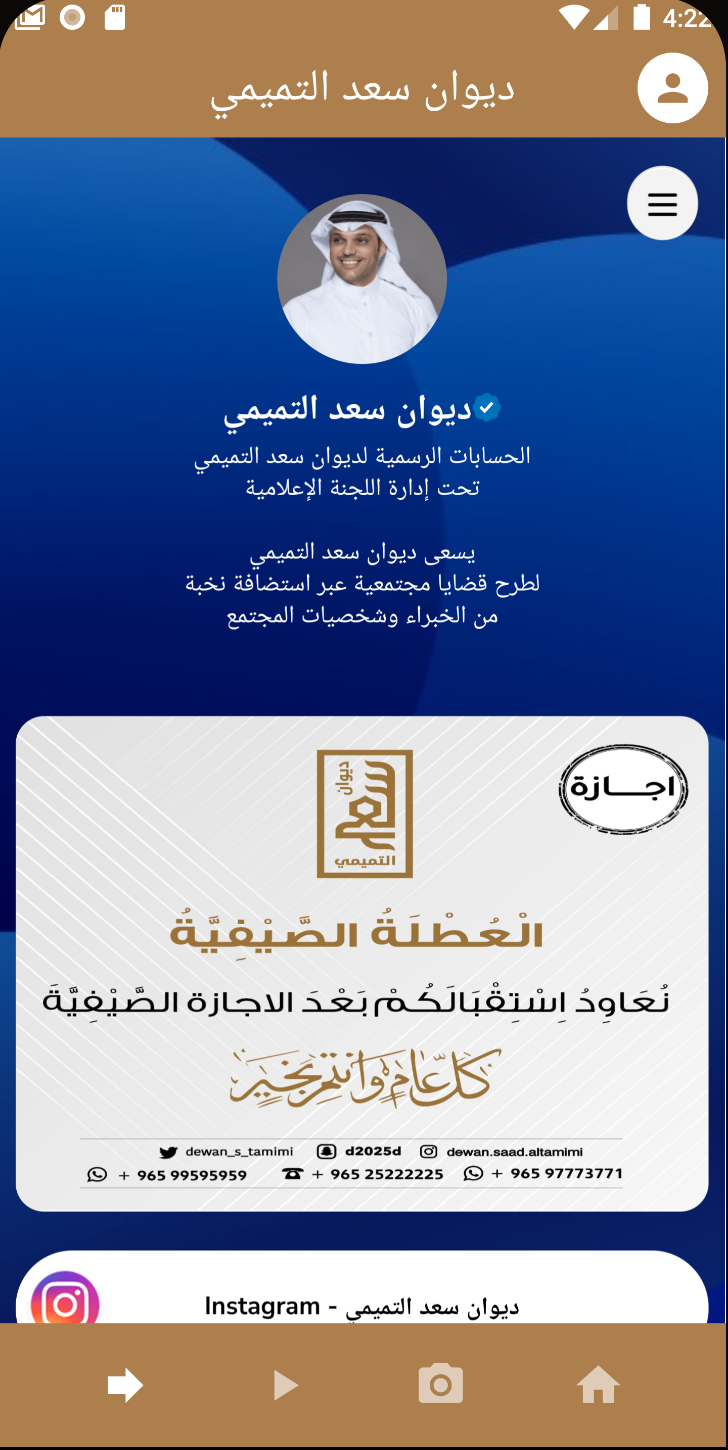 4:22
ديوان سعد التميمي
ديوان سعد التميمي
الحسابات الرسمية لديوان سعد التميمي
تحت إدارة اللجنة الإعلامية
يسعى ديوان سعد التميمي
لطرح قضايا مجتمعية عبر استضافة نخبة
من الخبراء وشخصيات المجتمع
اجــازة
ديوان
سعد
التميمي
الْعُطْلَةُ الصَّيْفِيَّةُ
نُعَاوِدُ اِسْتِقْبَالَكُمْ بَعْدَ الاجازة الصَّيْفِيَّةَ
كل عام وانتم بخير
dewan_s_tamimi d2025d dewan.saad.altamimi
+ 965 99595959 + 965 25222225 + 965 97773771
ديوان سعد التميمي - Instagram